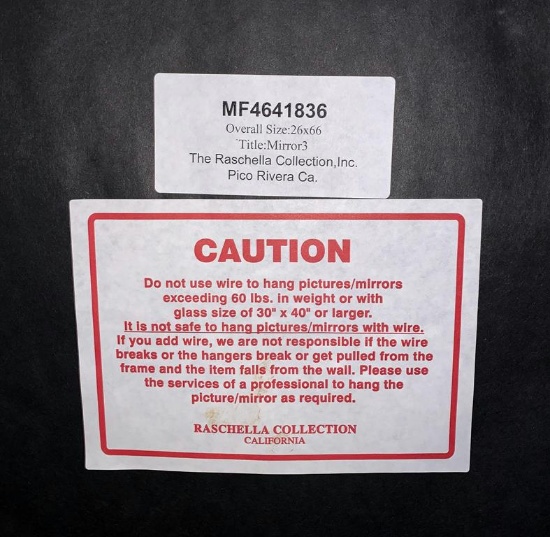 MF4641836
Overall Size:26x66
Title:Mirror3
The Raschella Collection,Inc.
Pico Rivera Ca.
CAUTION
Do not use wire to hang pictures/mirrors
exceeding 60 lbs. in weight or with
glass size of 30" x 40" or larger.
It is not safe to hang pictures/mirrors with wire.
If you add wire, we are not responsible if the wire
breaks or the hangers break or get pulled from the
frame and the item falls from the wall. Please use
the services of a professional to hang the
picture/mirror as required.
RASCHELLA COLLECTION
CALIFORNIA